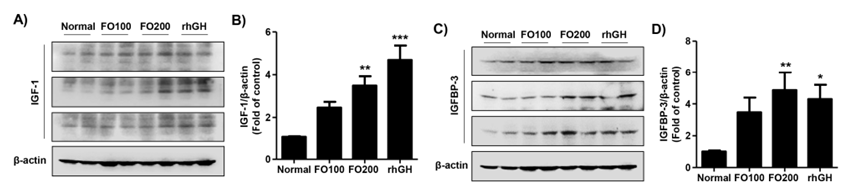 A)
Normal FO100 FO200 rhGH
IGF-1
β-actin
B)
IGF-1/β-actin
(Fold of control)
6
4
2
0
**
***
Normal FO100 FO200 rhGH
C)
Normal FO100 FO200 rhGH
IGFBP-3
β-actin
D)
IGFBP-3/β-actin
(Fold of control)
8
6
4
2
0
**
*
Normal FO100 FO200 rhGH